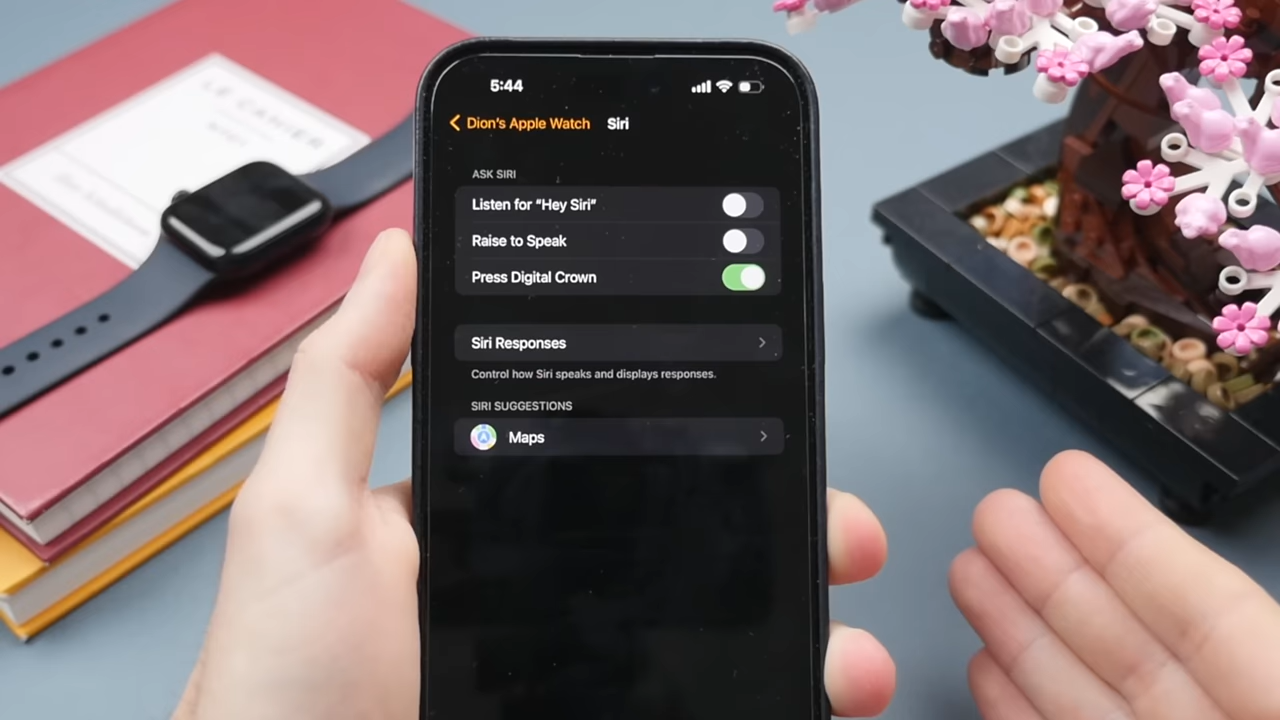 LE CAHIER
5:44
Dion's Apple Watch Siri
ASK SIRI
Listen for "Hey Siri"
Raise to Speak
Press Digital Crown
Siri Responses
Control how Siri speaks and displays responses.
SIRI SUGGESTIONS
Maps